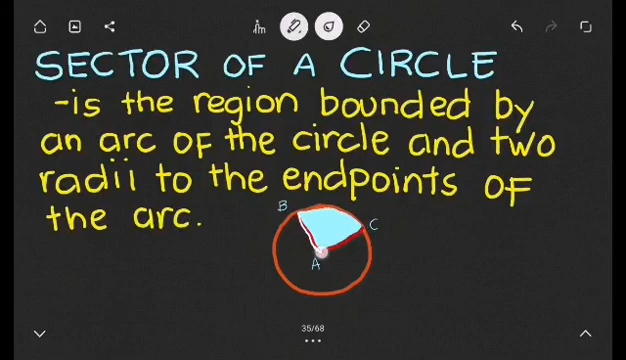 SECTOR OF A CIRCLE
-is the region bounded by
an arc of the circle and two
radii to the endpoints of
the arc.
B
C
A
35/68